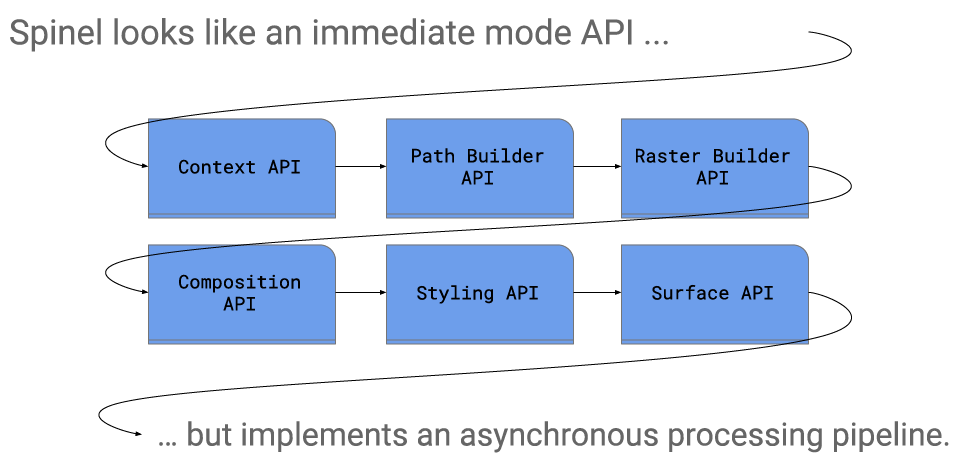 Spinel looks like an immediate mode API ...
Context API
Path Builder
API
Raster Builder
API
Composition
API
Styling API
Surface API
... but implements an asynchronous processing pipeline.